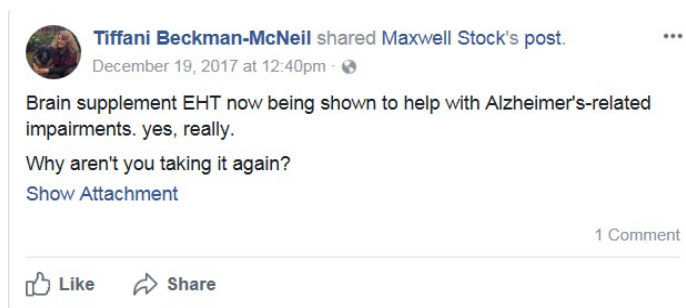 Tiffani Beckman-McNeil shared Maxwell Stock's post.
December 19, 2017 at 12:40pm ·
Brain supplement EHT now being shown to help with Alzheimer's-related
impairments. yes, really.
Why aren't you taking it again?
Show Attachment
1 Comment
Like Share